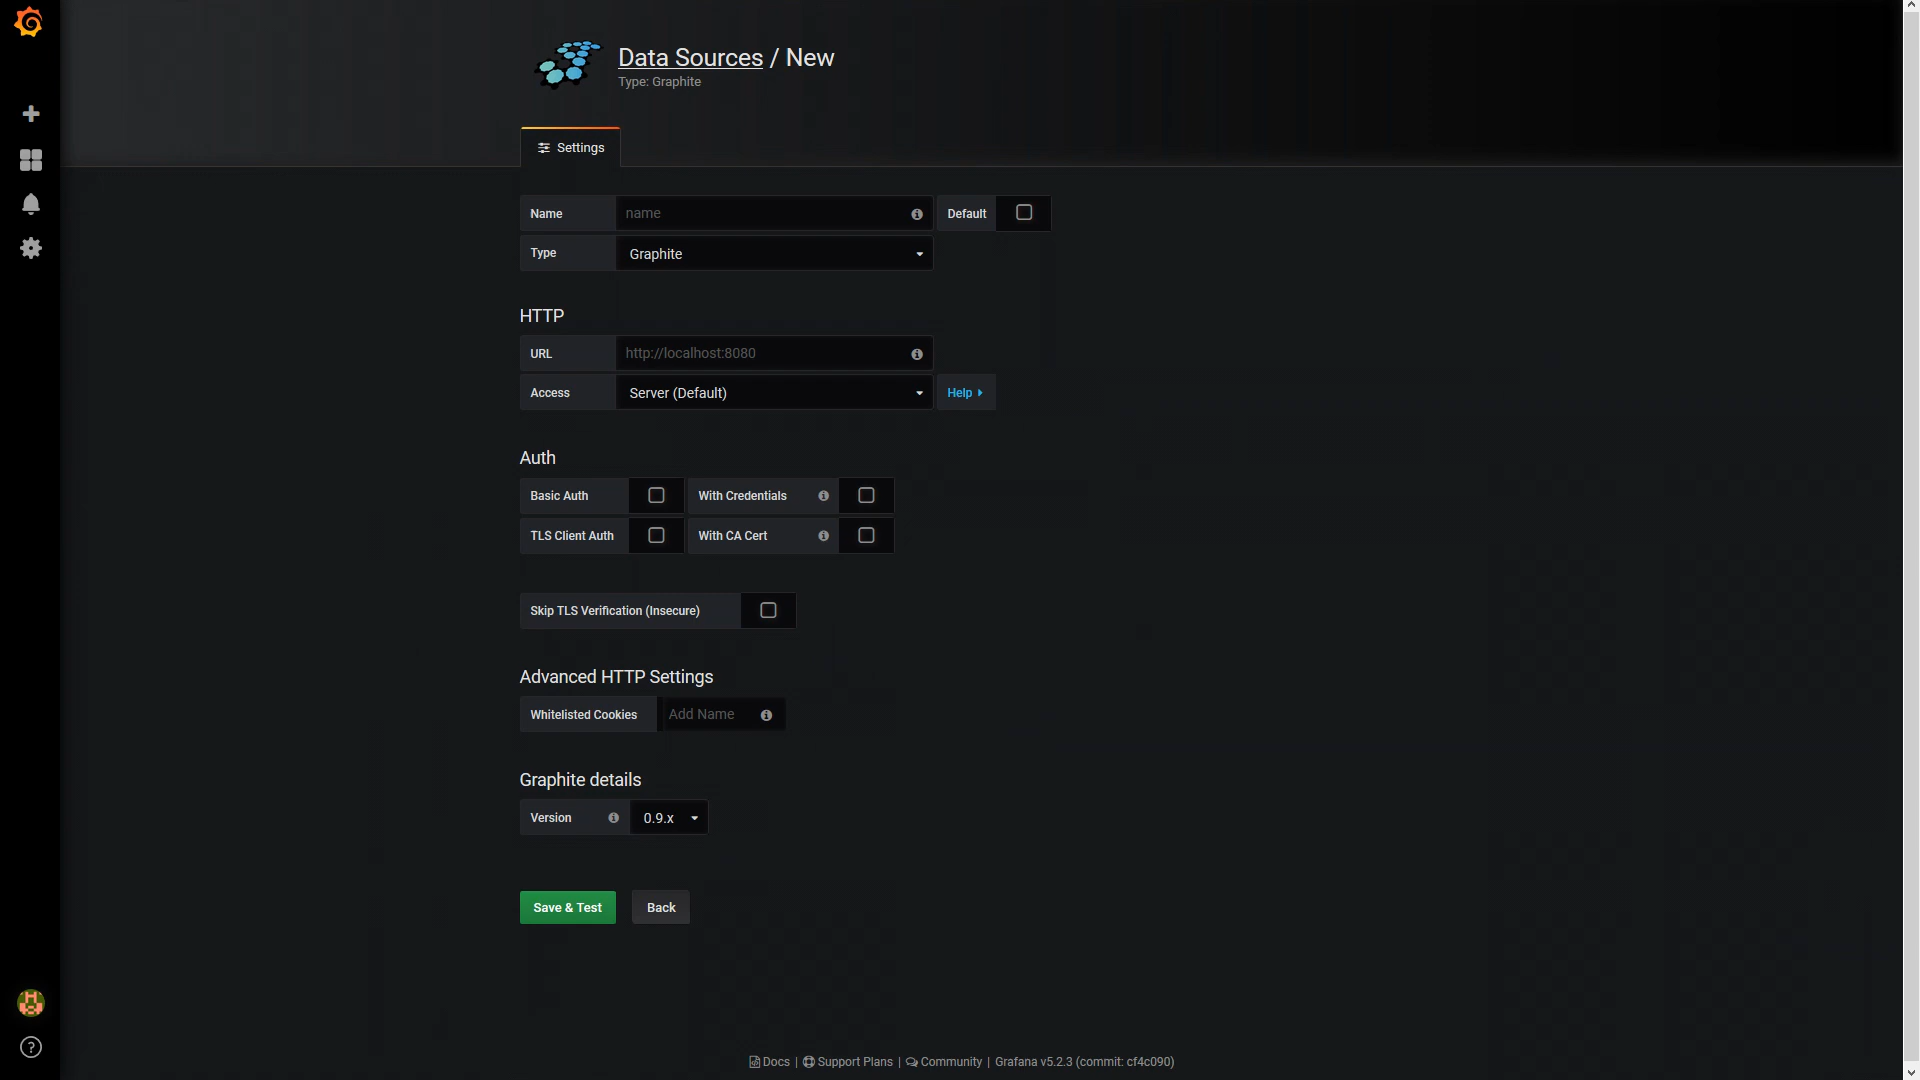 Data Sources / New
Type: Graphite
Settings
Name name Default
Type Graphite
HTTP
URL http://localhost:8080
Access Server (Default) Help
Auth
Basic Auth With Credentials
TLS Client Auth With CA Cert
Skip TLS Verification (Insecure)
Advanced HTTP Settings
Whitelisted Cookies Add Name
Graphite details
Version 0.9.x
Save & Test Back
Docs | Support Plans | Community | Grafana v5.2.3 (commit: cf4c090)